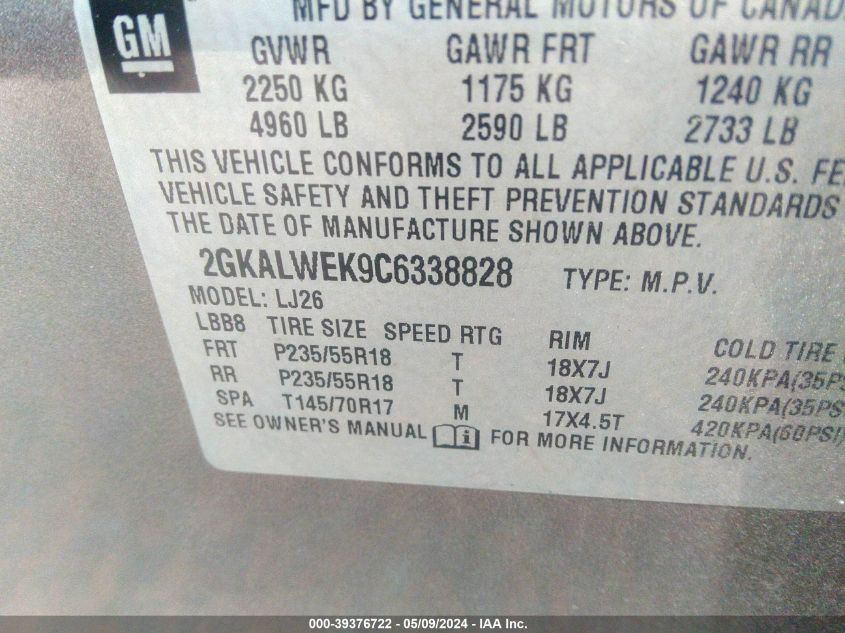 MFD BY GENERAL MOTORS OF CANADA
GM
GVWR GAWR FRT GAWR RR
2250 KG 1175 KG 1240 KG
4960 LB 2590 LB 2733 LB
THIS VEHICLE CONFORMS TO ALL APPLICABLE U.S. FE
VEHICLE SAFETY AND THEFT PREVENTION STANDARDS
THE DATE OF MANUFACTURE SHOWN ABOVE.
2GKALWEK9C6338828 TYPE: M.P.V.
MODEL: LJ26
LBB8 TIRE SIZE SPEED RTG RIM COLD TIRE
FRT P235/55R18 T 18X7J 240KPA(35PS
RR P235/55R18 T 18X7J 240KPA(35PS
SPA T145/70R17 M 17X4.5T 420KPA(60PSI)
SEE OWNER'S MANUAL i FOR MORE INFORMATION.
000-39376722 - 05/09/2024 - IAA Inc.